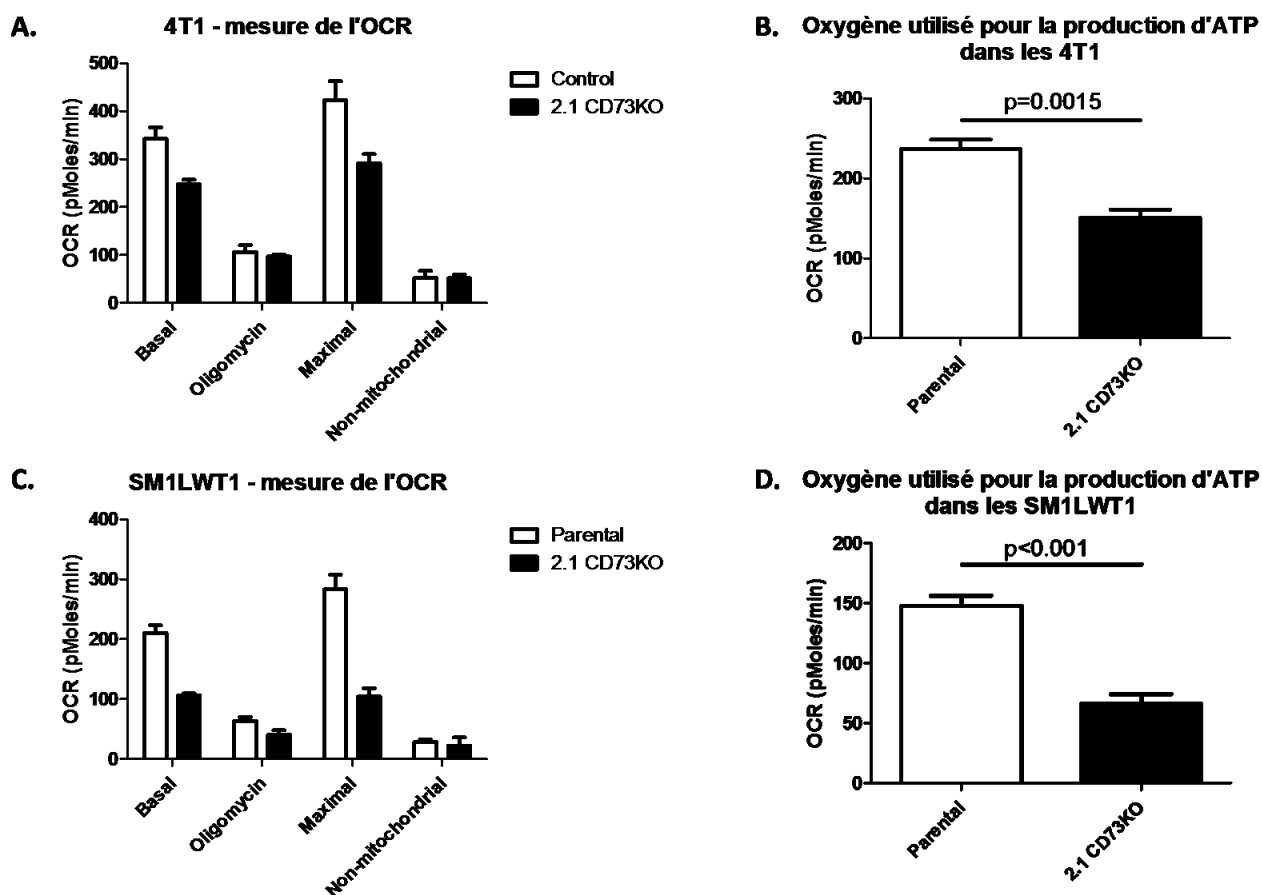 A.
4T1 - mesure de l'OCR
OCR (pMoles/min)
500
400
300
200
100
0
Basal
Oligomycin
Maximal
Non-mitochondrial
Control
2.1 CD73KO
B.
Oxygène utilisé pour la production d'ATP
dans les 4T1
OCR (pMoles/min)
300
200
100
0
p=0.0015
Parental
2.1 CD73KO
C.
SM1LWT1 - mesure de l'OCR
OCR (pMoles/min)
400
300
200
100
0
Basal
Oligomycin
Maximal
Non-mitochondrial
Parental
2.1 CD73KO
D.
Oxygène utilisé pour la production d'ATP
dans les SM1LWT1
OCR (pMoles/min)
200
150
100
50
0
p<0.001
Parental
2.1 CD73KO